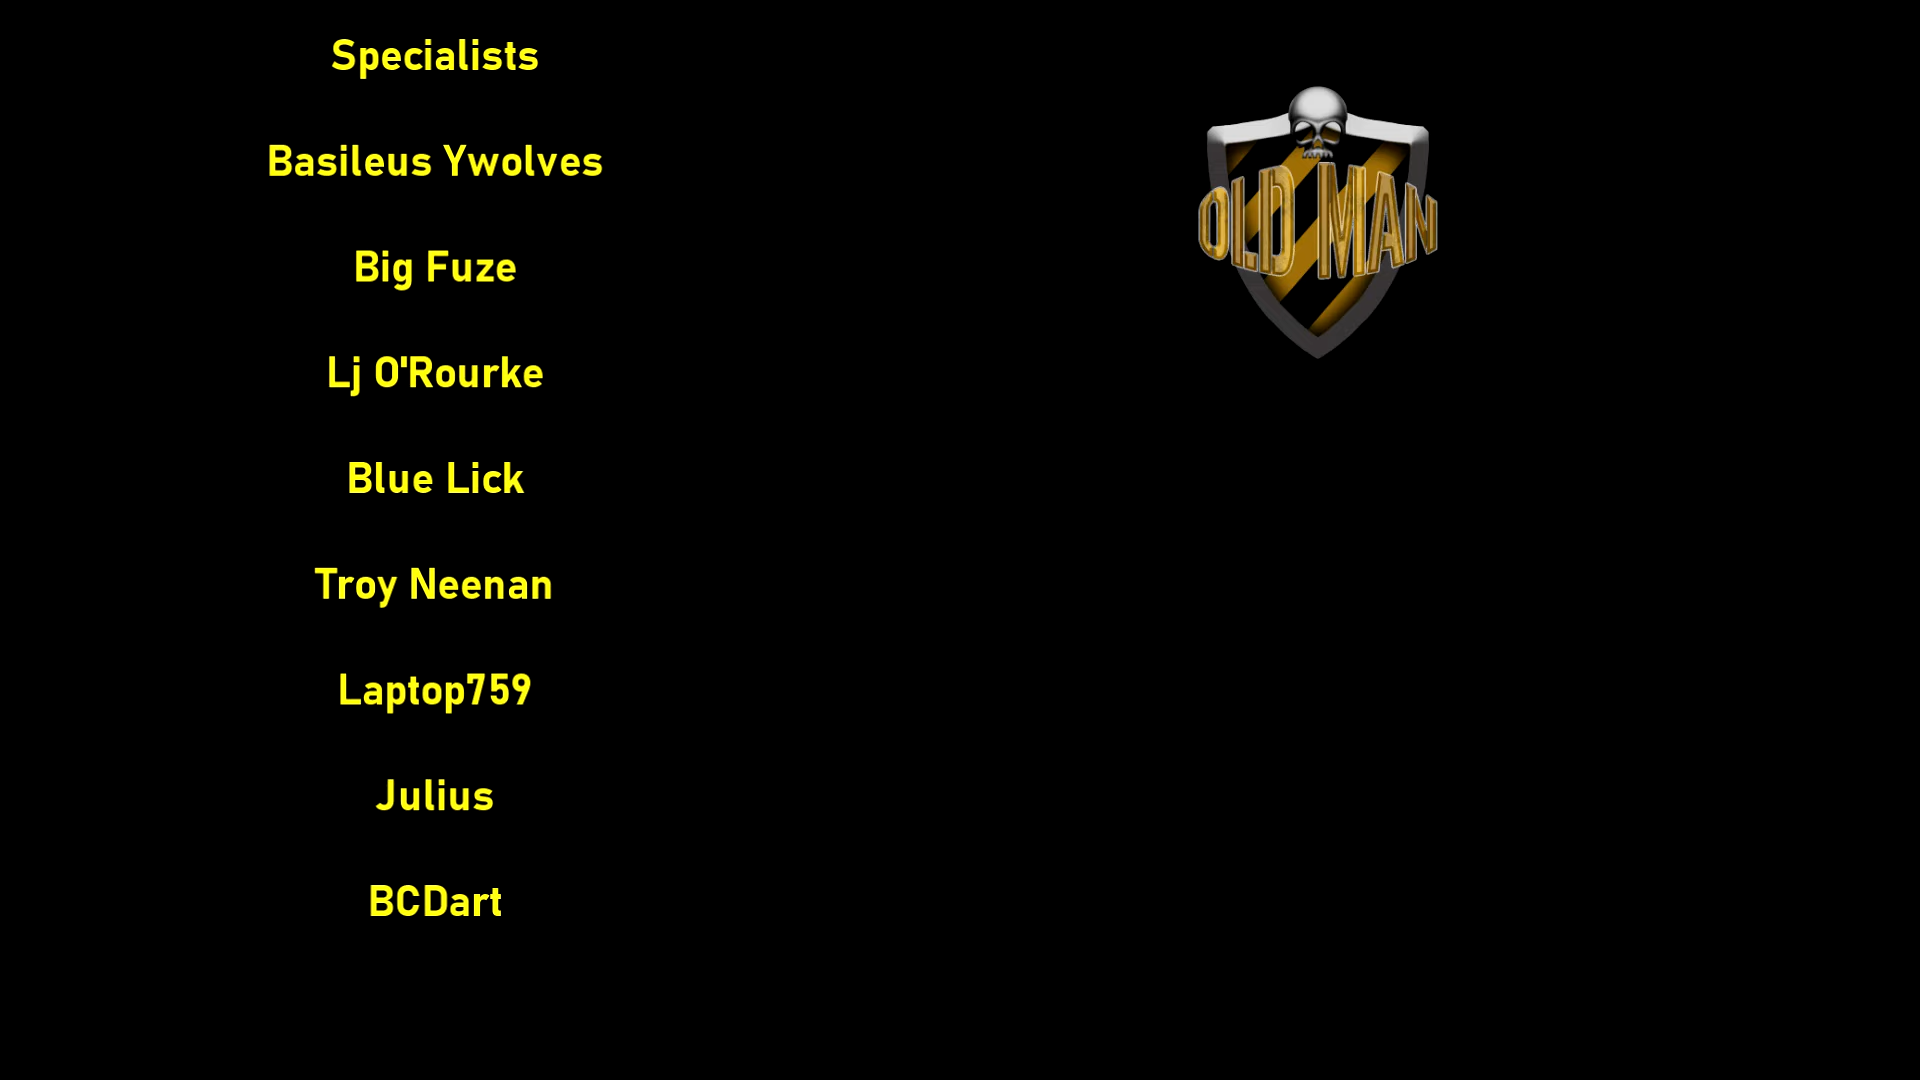 Specialists
Basileus Ywolves
Big Fuze
Lj O'Rourke
Blue Lick
Troy Neenan
Laptop759
Julius
BCDart
OLD MAN